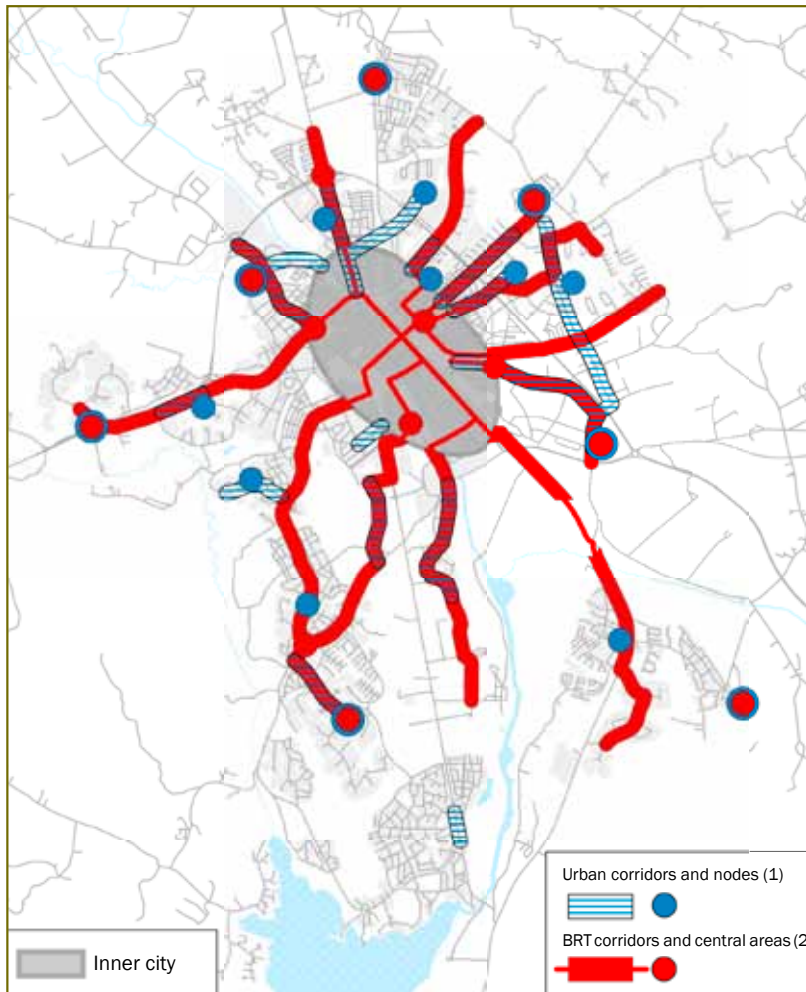 Urban corridors and nodes (1)
BRT corridors and central areas (2
Inner city